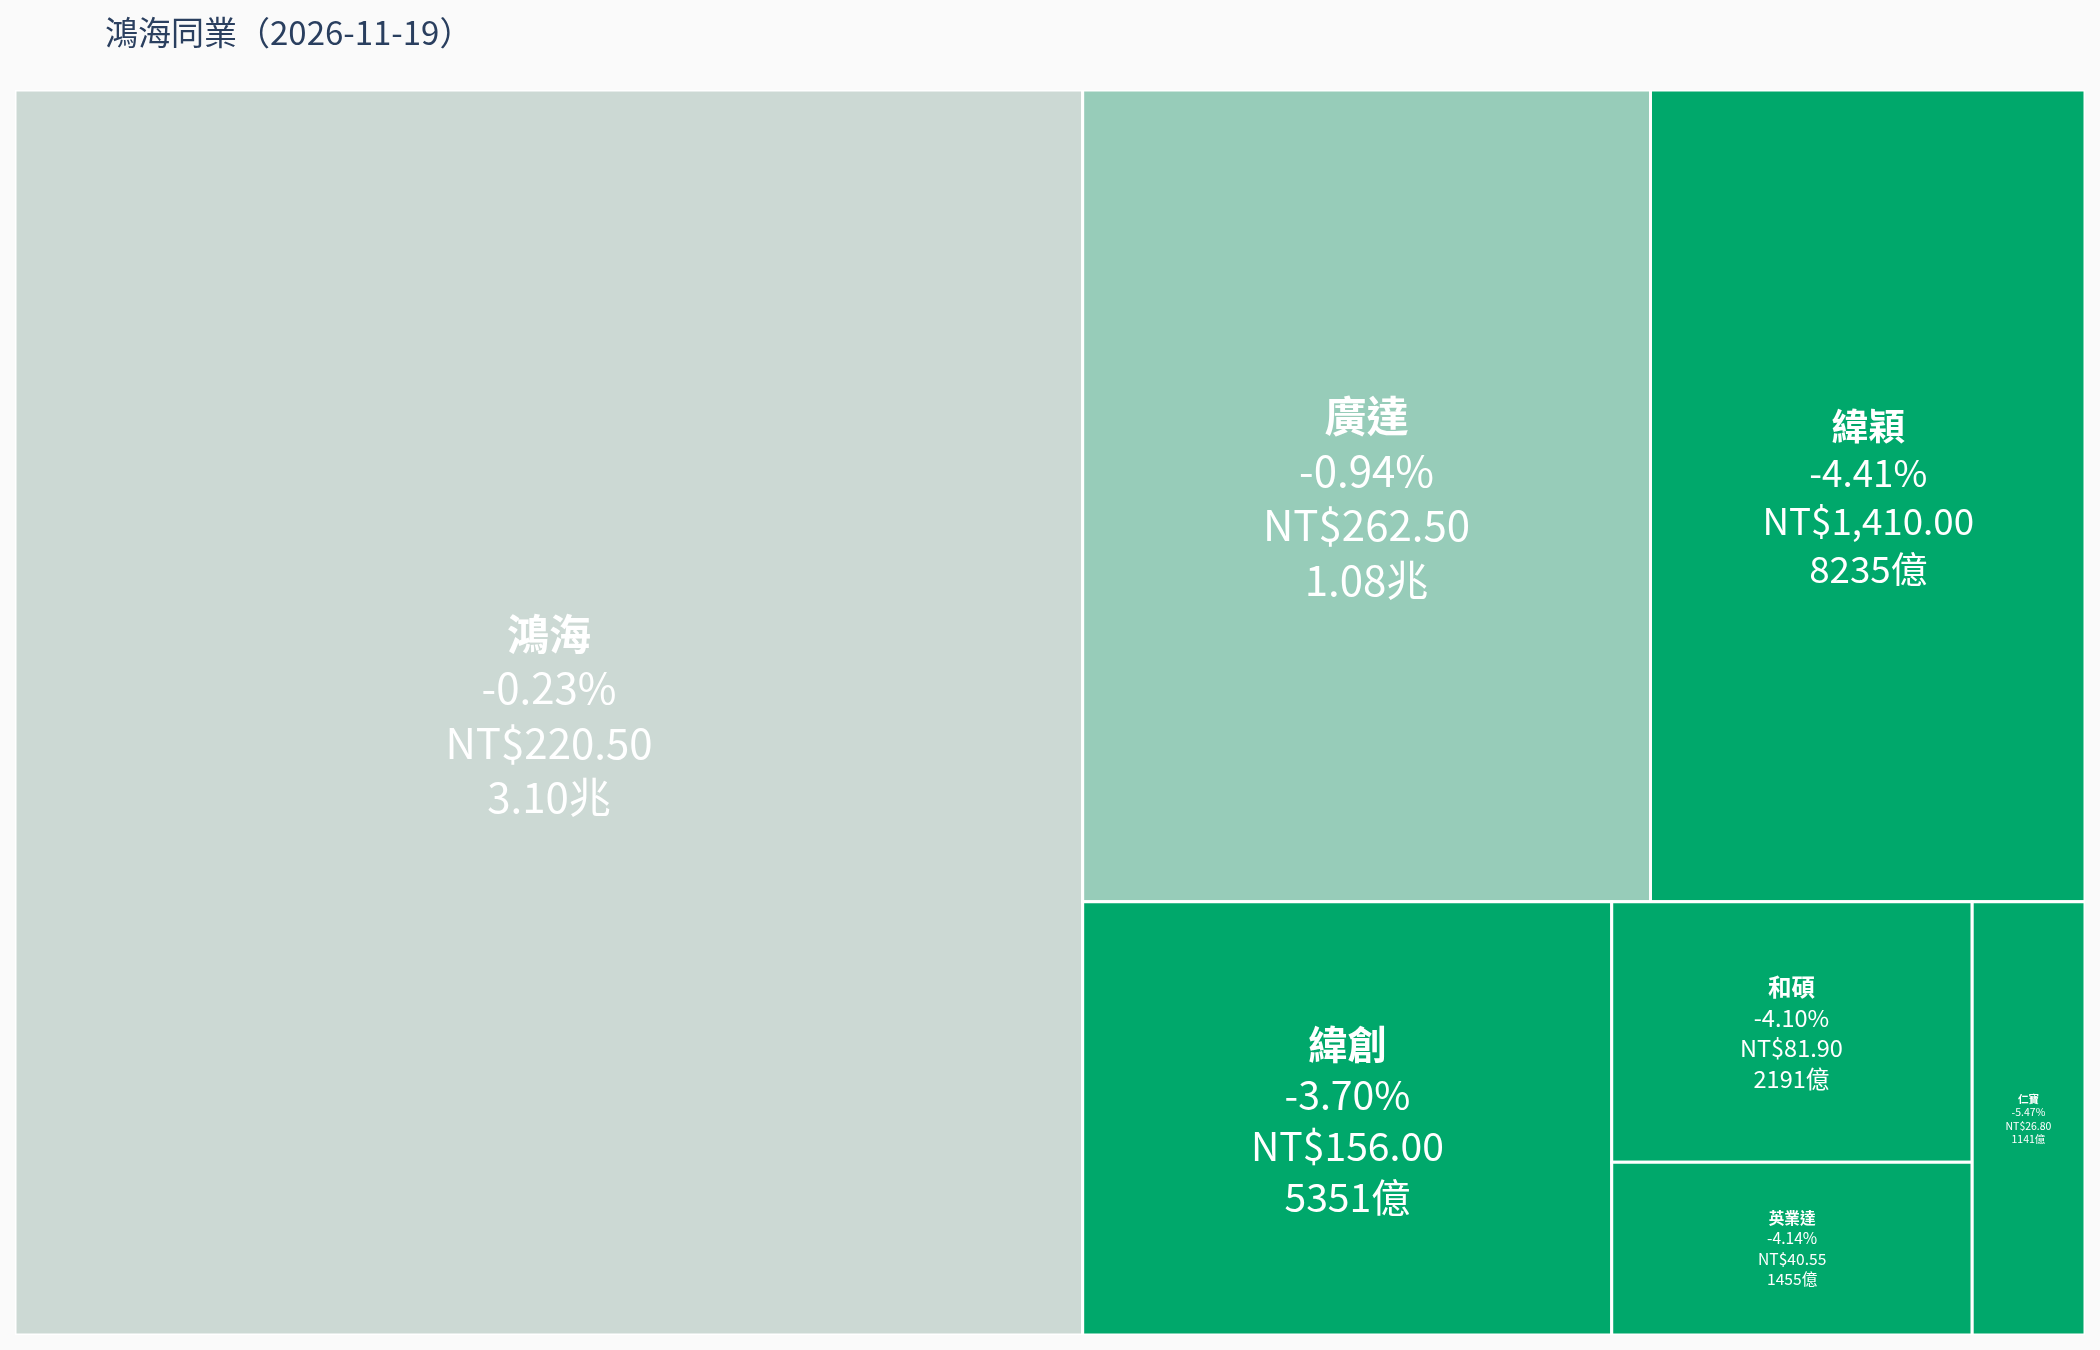 鴻海同業（2026-11-19）
鴻海
-0.23%
NT$220.50
3.10兆
廣達
-0.94%
NT$262.50
1.08兆
緯穎
-4.41%
NT$1,410.00
8235億
緯創
-3.70%
NT$156.00
5351億
和碩
-4.10%
NT$81.90
2191億
英業達
-4.14%
NT$40.55
1455億
仁寶
-5.47%
NT$26.80
1141億